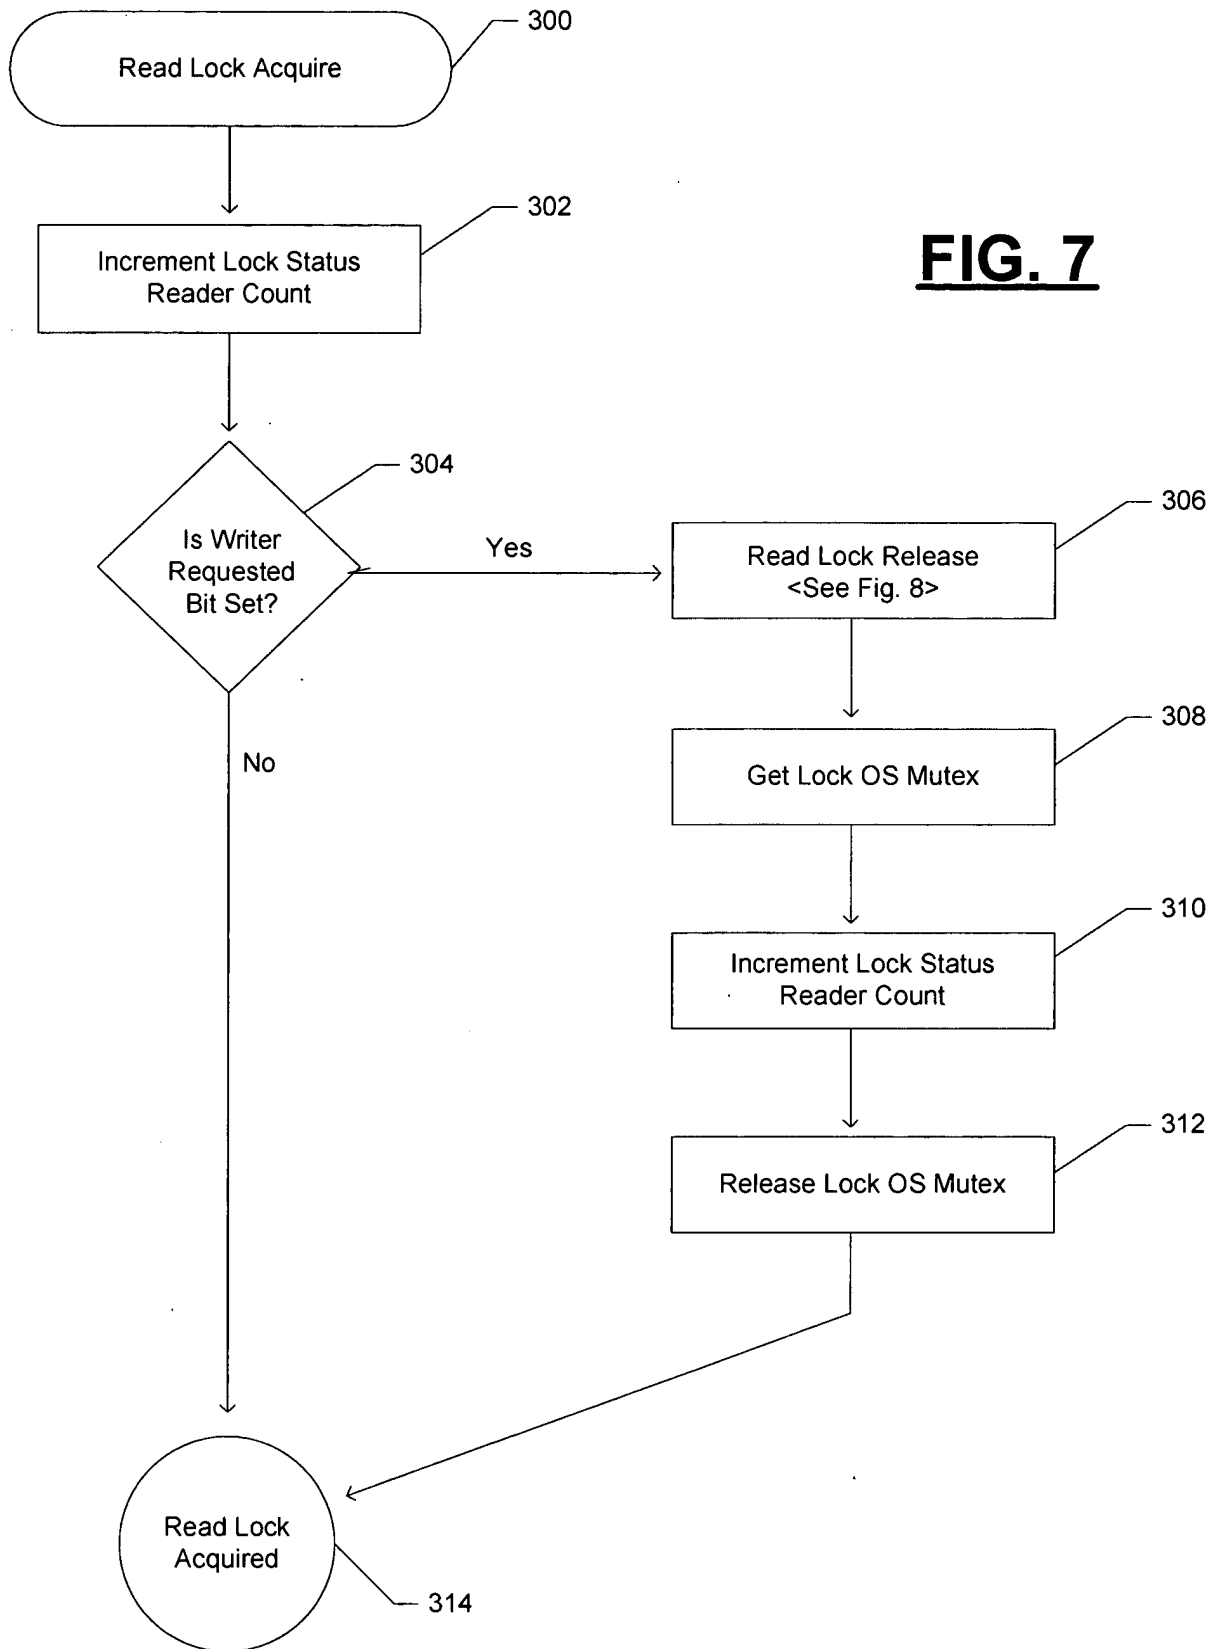 300
Read Lock Acquire
302
Increment Lock Status
Reader Count
FIG. 7
304
Is Writer
Requested
Bit Set?
Yes
306
Read Lock Release
<See Fig. 8>
No
308
Get Lock OS Mutex
310
Increment Lock Status
Reader Count
312
Release Lock OS Mutex
Read Lock
Acquired
314